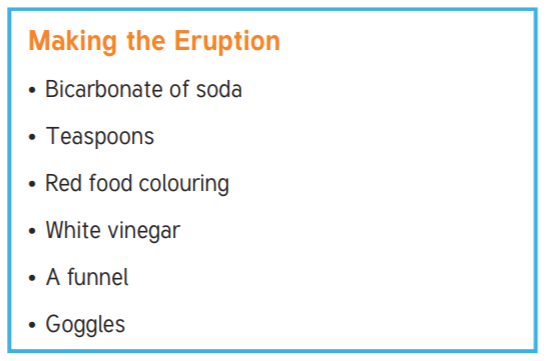 Making the Eruption
• Bicarbonate of soda
• Teaspoons
• Red food colouring
• White vinegar
• A funnel
• Goggles